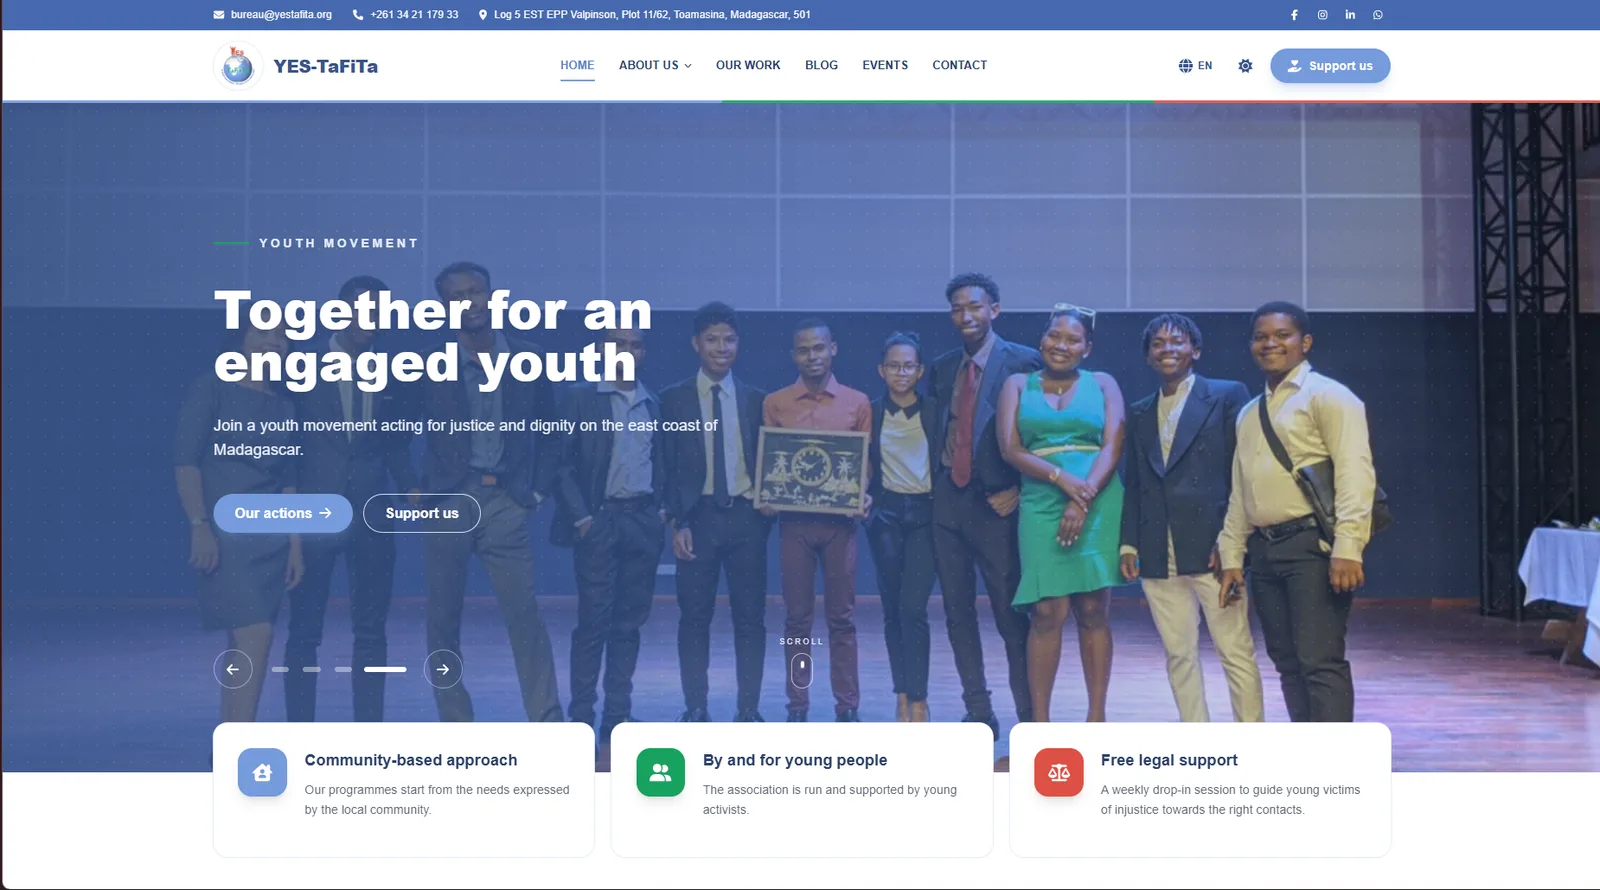 bureau@yestafita.org
+261 34 21 179 33
Log 5 EST EPP Valpinson, Plot 11/62, Toamasina, Madagascar, 501
YES
YES-TaFiTa
HOME
ABOUT US
OUR WORK
BLOG
EVENTS
CONTACT
EN
Support us
YOUTH MOVEMENT
Together for an
engaged youth
Join a youth movement acting for justice and dignity on the east coast of
Madagascar.
Our actions
Support us
SCROLL
Community-based approach
Our programmes start from the needs expressed
by the local community.
By and for young people
The association is run and supported by young
activists.
Free legal support
A weekly drop-in session to guide young victims
of injustice towards the right contacts.